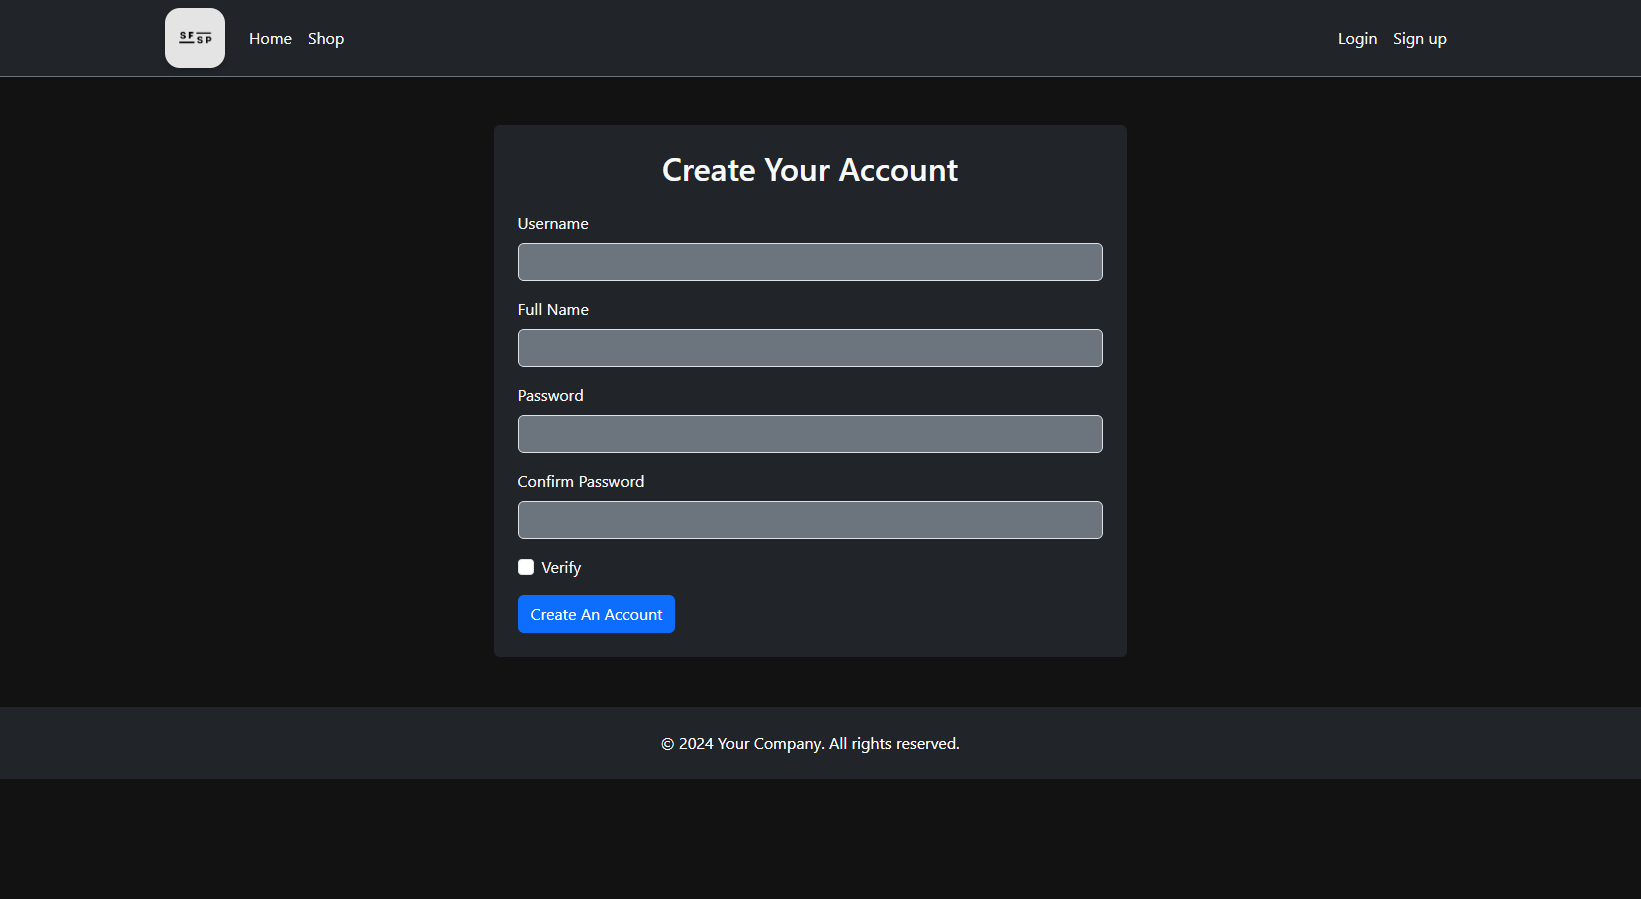 SF
SP
Home Shop
Login Sign up
Create Your Account
Username
Full Name
Password
Confirm Password
Verify
Create An Account
© 2024 Your Company. All rights reserved.